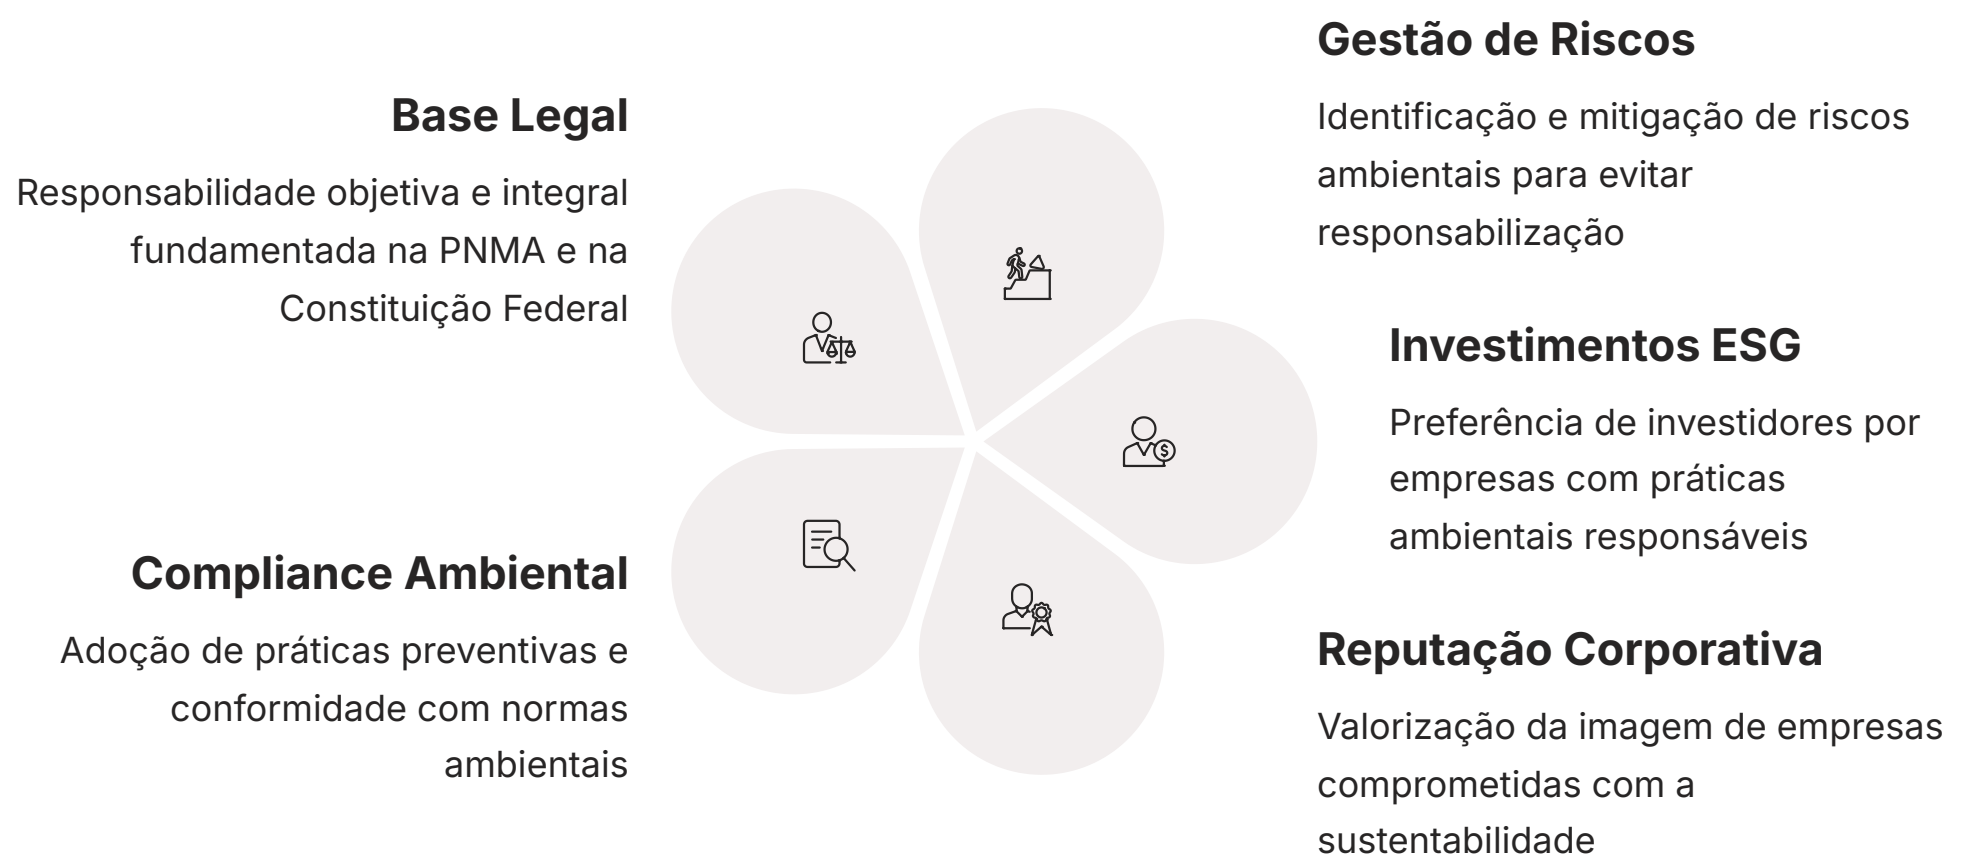 Base Legal
Responsabilidade objetiva e integral
fundamentada na PNMA e na
Constituição Federal
Gestão de Riscos
Identificação e mitigação de riscos
ambientais para evitar
responsabilização
Investimentos ESG
Preferência de investidores por
empresas com práticas
ambientais responsáveis
Reputação Corporativa
Valorização da imagem de empresas
comprometidas com a
sustentabilidade
Compliance Ambiental
Adoção de práticas preventivas e
conformidade com normas
ambientais